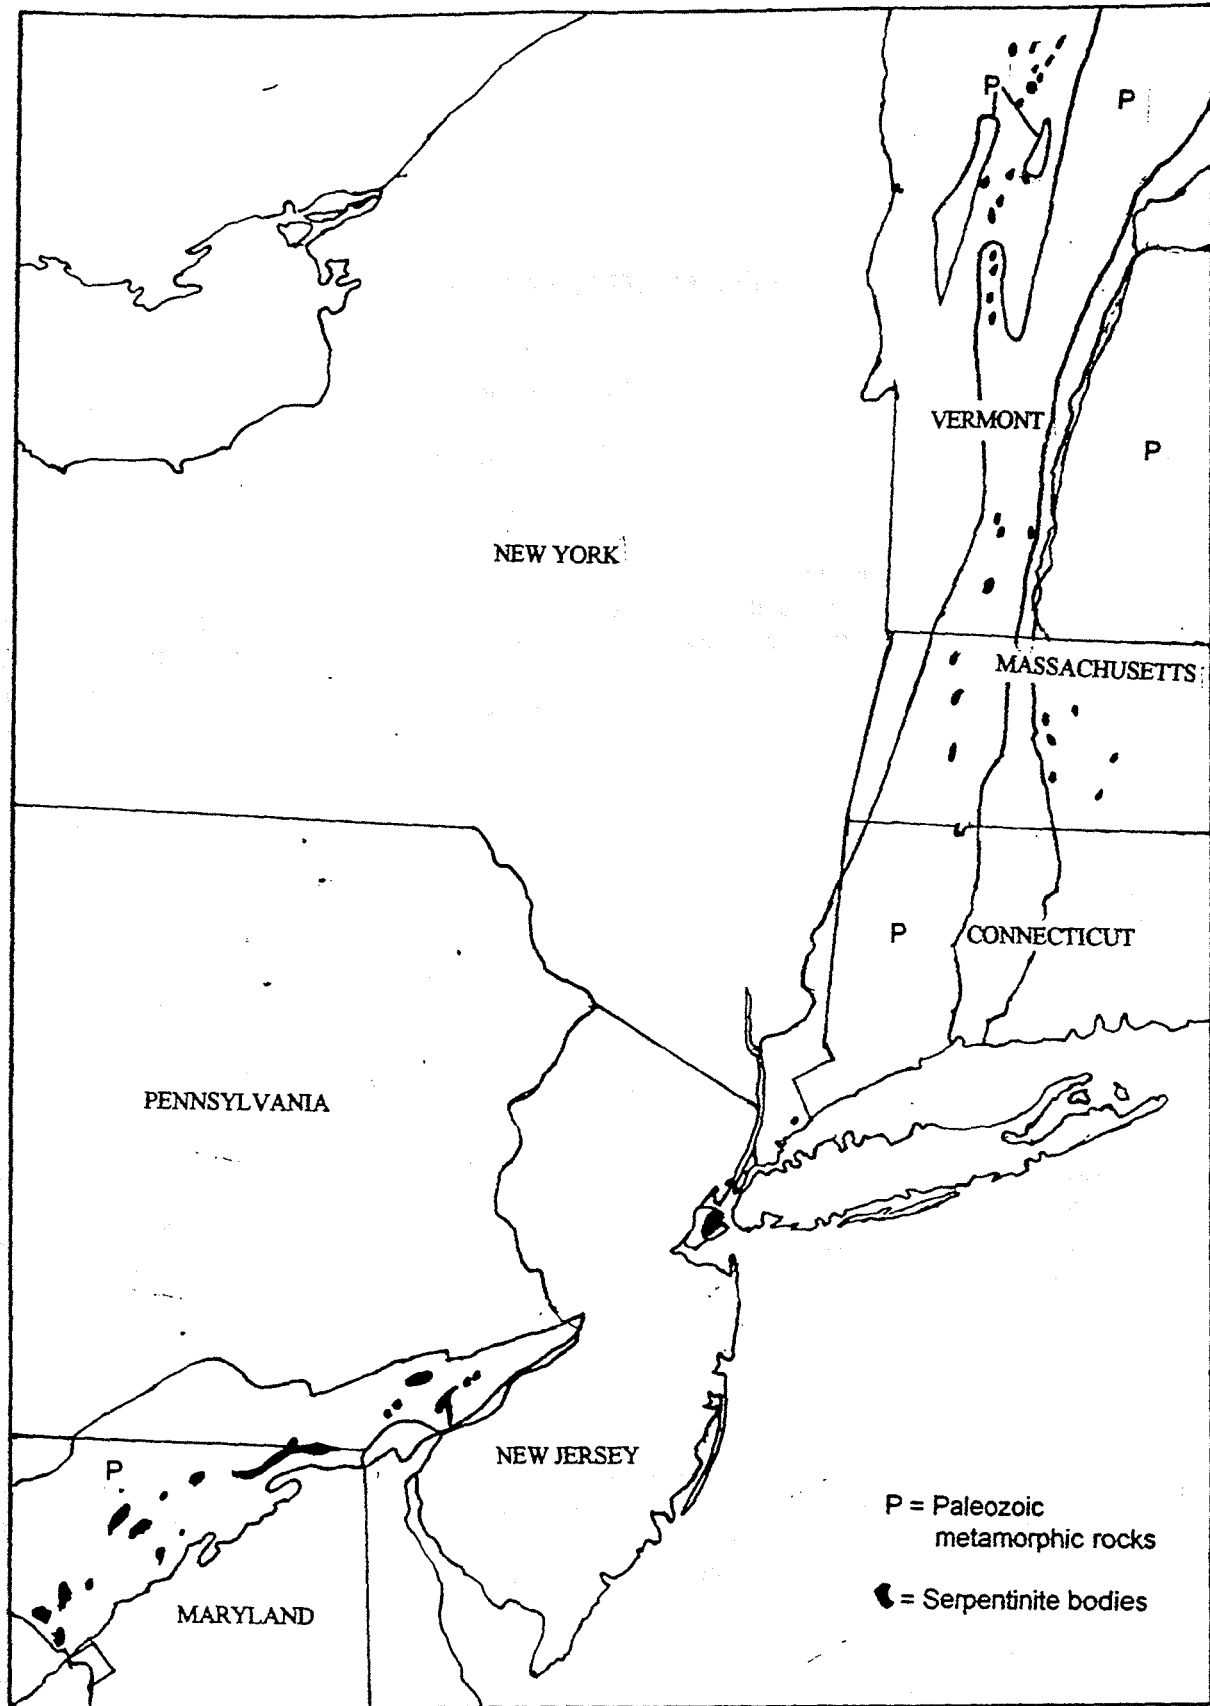 P
P
VERMONT
P
NEW YORK
MASSACHUSETTS
P
CONNECTICUT
PENNSYLVANIA
NEW JERSEY
P
P = Paleozoic
metamorphic rocks
= Serpentinite bodies
MARYLAND